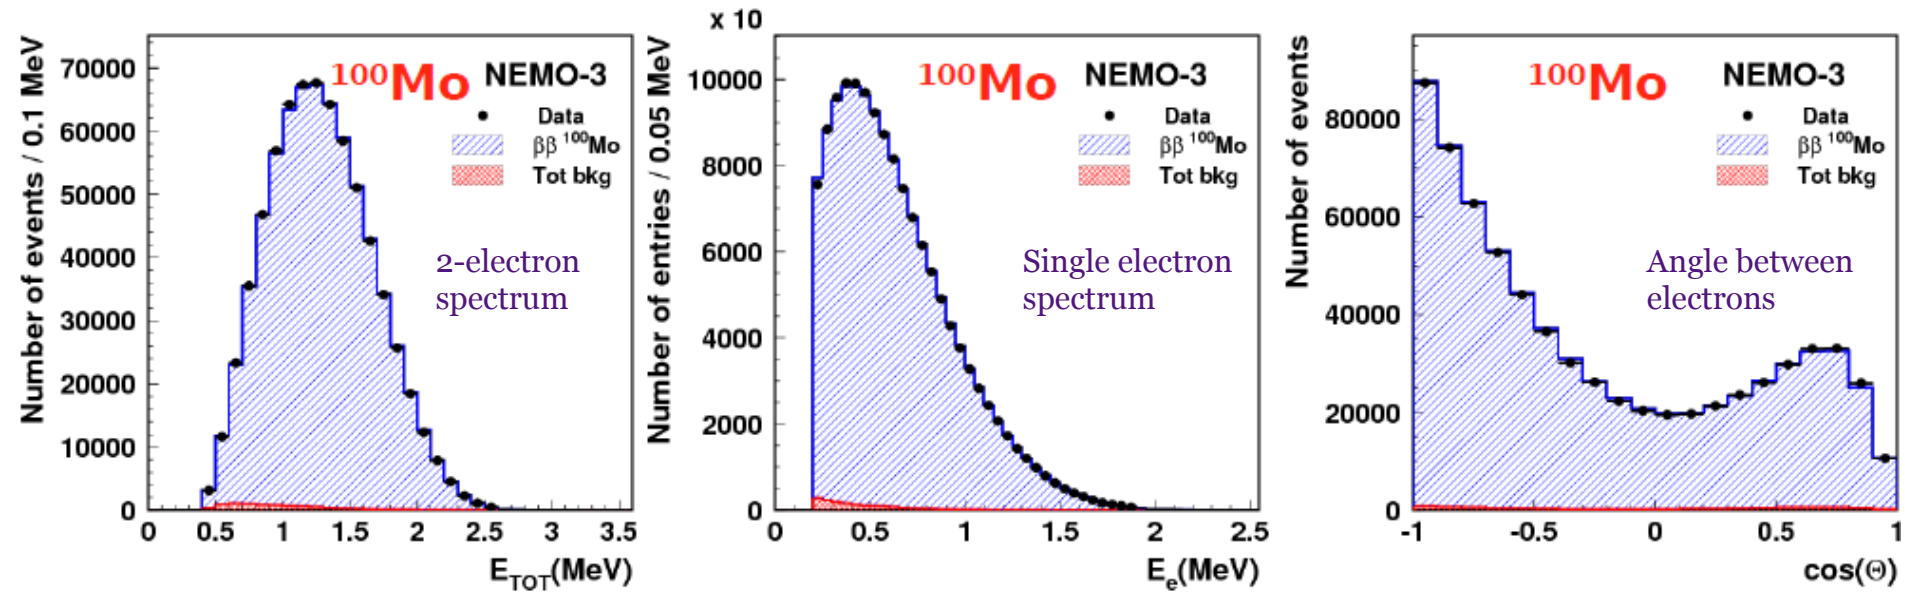 Number of events / 0.1 MeV
70000
60000
50000
40000
30000
20000
10000
0
¹⁰⁰Mo NEMO-3
Data
ββ ¹⁰⁰Mo
Tot bkg
2-electron
spectrum
0 0.5 1 1.5 2 2.5 3 3.5
E_TOT(MeV)
x 10
Number of entries / 0.05 MeV
10000
8000
6000
4000
2000
0
¹⁰⁰Mo NEMO-3
Data
ββ ¹⁰⁰Mo
Tot bkg
Single electron
spectrum
0 0.5 1 1.5 2 2.5
E_e(MeV)
Number of events
80000
60000
40000
20000
0
¹⁰⁰Mo NEMO-3
Data
ββ ¹⁰⁰Mo
Tot bkg
Angle between
electrons
-1 -0.5 0 0.5 1
cos(Θ)